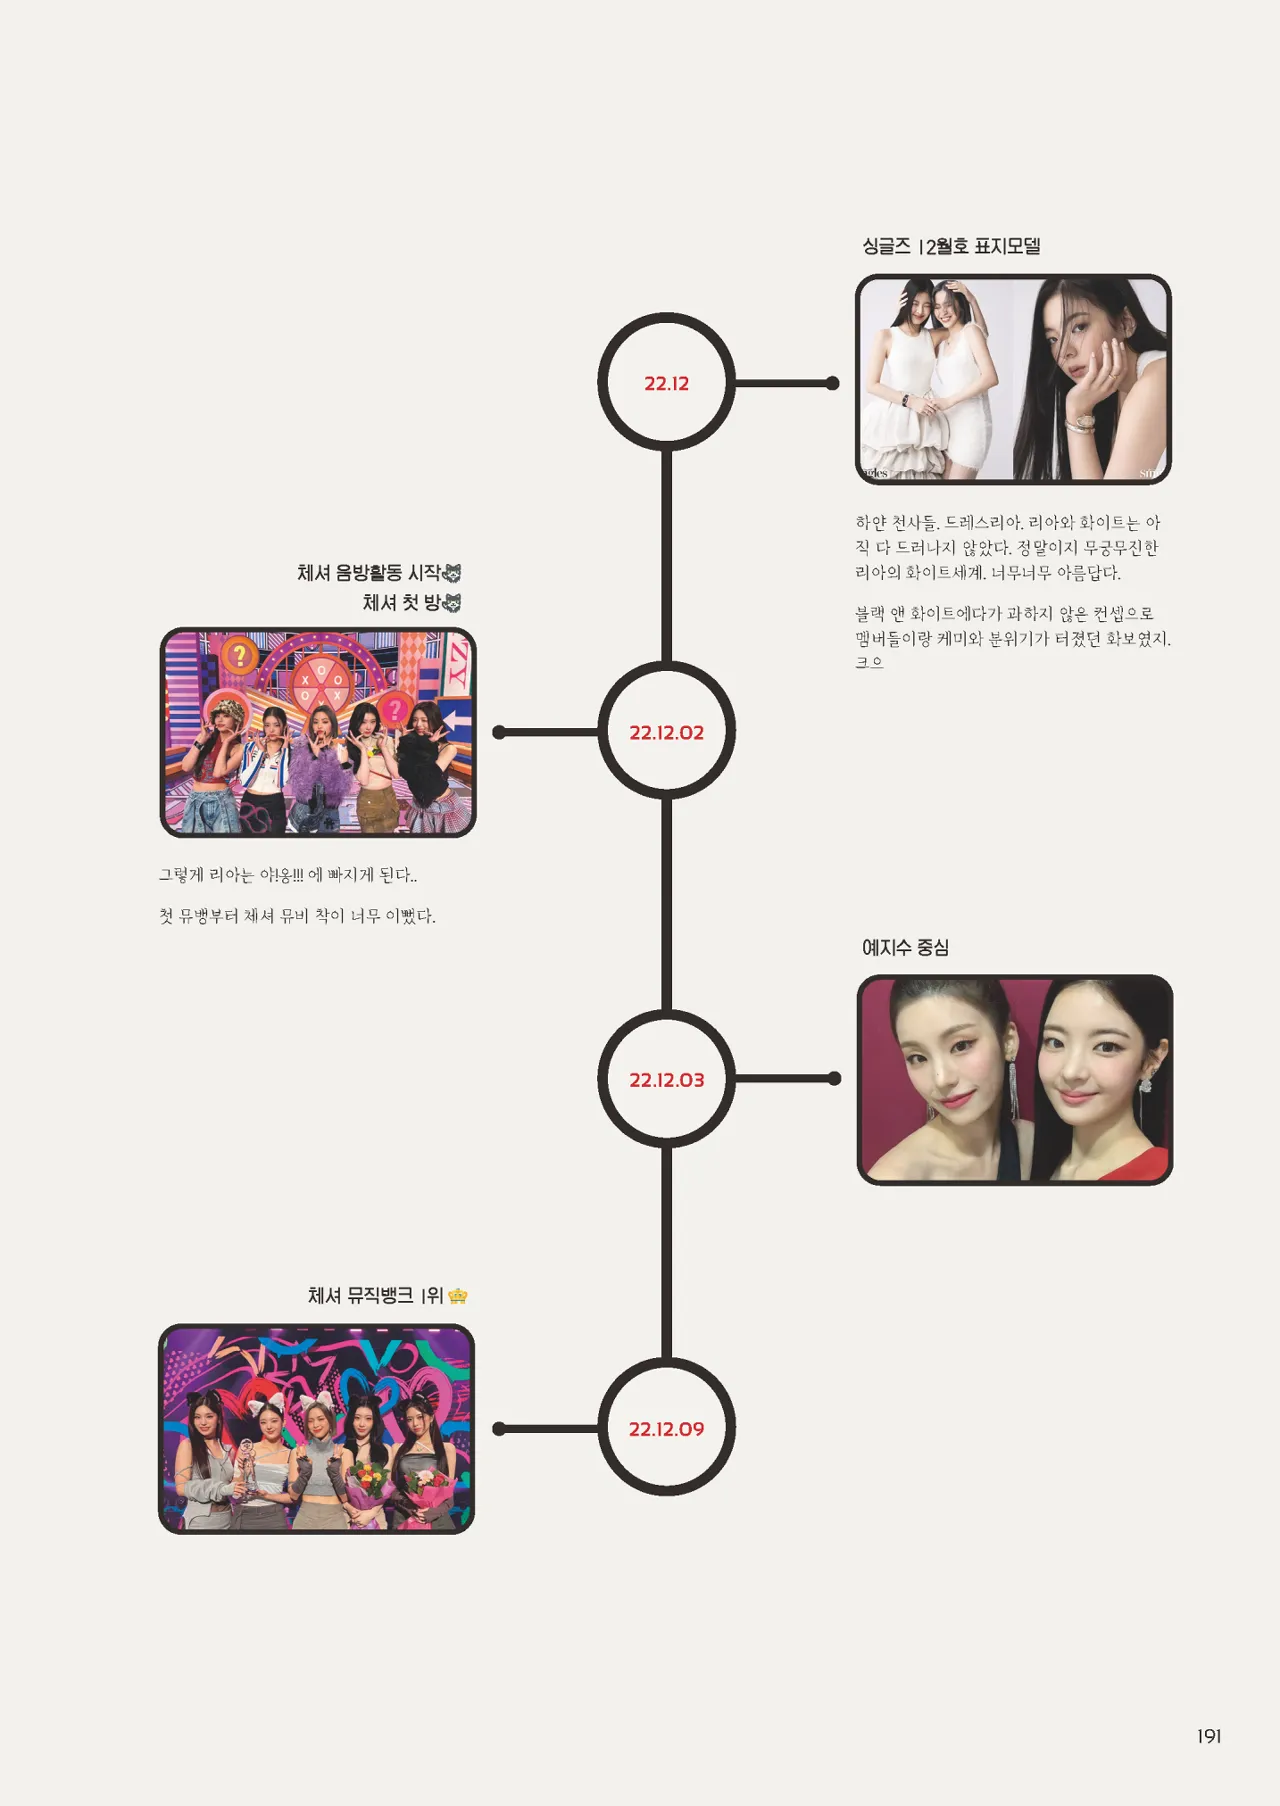 싱글즈 12월호 표지모델
22.12
하얀 천사들. 드레스리아. 리아와 화이트는 아
직 다 드러나지 않았다. 정말이지 무궁무진한
리아의 화이트세계. 너무너무 아름답다.
블랙 앤 화이트에다가 과하지 않은 컨셉으로
멤버들이랑 케미와 분위기가 터졌던 화보였지.
크으
체셔 음방활동 시작
체셔 첫 방
ZY
?
?
X O O X X O
22.12.02
그렇게 리아는 야!옹!!! 에 빠지게 된다..
첫 뮤뱅부터 체셔 뮤비 착이 너무 이뻤다.
예지수 중심
22.12.03
체셔 뮤직뱅크 1위
22.12.09
191